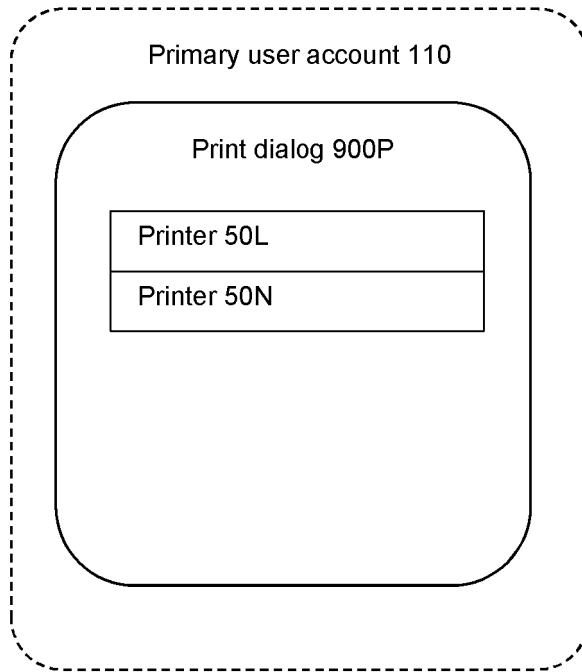 Primary user account 110
Print dialog 900P
Printer 50L
Printer 50N